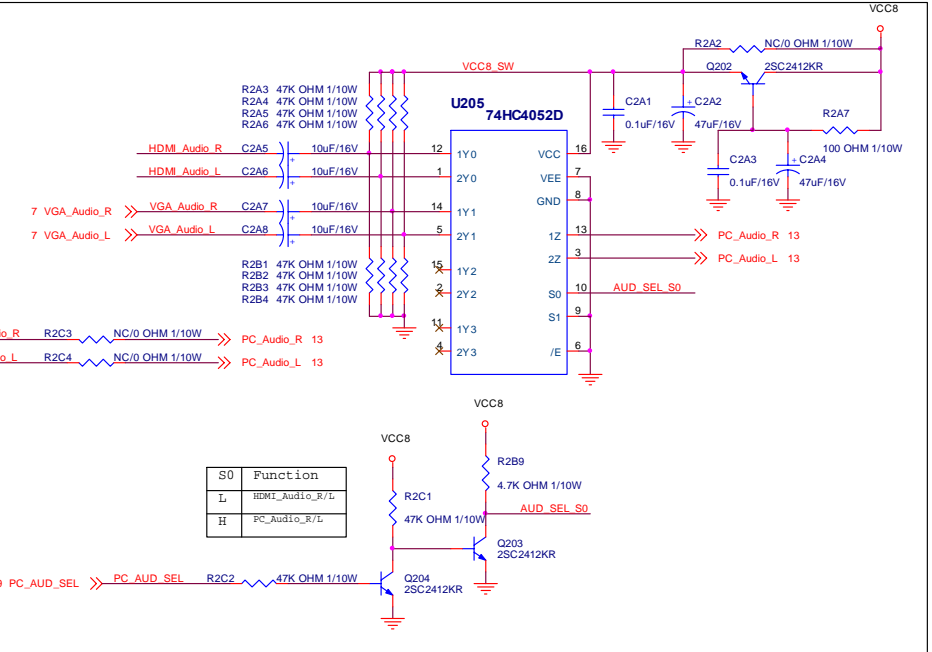 VCC8
R2A2 NC/0 OHM 1/10W
Q202 2SC2412KR
VCC8_SW
R2A3 47K OHM 1/10W
R2A4 47K OHM 1/10W
R2A5 47K OHM 1/10W
R2A6 47K OHM 1/10W
U205
74HC4052D
C2A1
0.1uF/16V
+ C2A2
47uF/16V
R2A7
100 OHM 1/10W
C2A3
0.1uF/16V
+ C2A4
47uF/16V
HDMI_Audio_R C2A5 + 10uF/16V 12 1Y0 VCC 16
HDMI_Audio_L C2A6 + 10uF/16V 1 2Y0 VEE 7
GND 8
7 VGA_Audio_R VGA_Audio_R C2A7 + 10uF/16V 14 1Y1
7 VGA_Audio_L VGA_Audio_L C2A8 + 10uF/16V 5 2Y1 1Z 13 PC_Audio_R 13
2Z 3 PC_Audio_L 13
R2B1 47K OHM 1/10W
R2B2 47K OHM 1/10W
R2B3 47K OHM 1/10W
R2B4 47K OHM 1/10W
15 1Y2
2 2Y2 S0 10 AUD_SEL_S0
S1 9
11 1Y3
4 2Y3 /E 6
io_R R2C3 NC/0 OHM 1/10W PC_Audio_R 13
o_L R2C4 NC/0 OHM 1/10W PC_Audio_L 13
VCC8
VCC8
R2B9
4.7K OHM 1/10W
S0 Function
L HDMI_Audio_R/L
H PC_Audio_R/L
R2C1
47K OHM 1/10W
AUD_SEL_S0
Q203
2SC2412KR
9 PC_AUD_SEL PC_AUD_SEL R2C2 47K OHM 1/10W
Q204
2SC2412KR